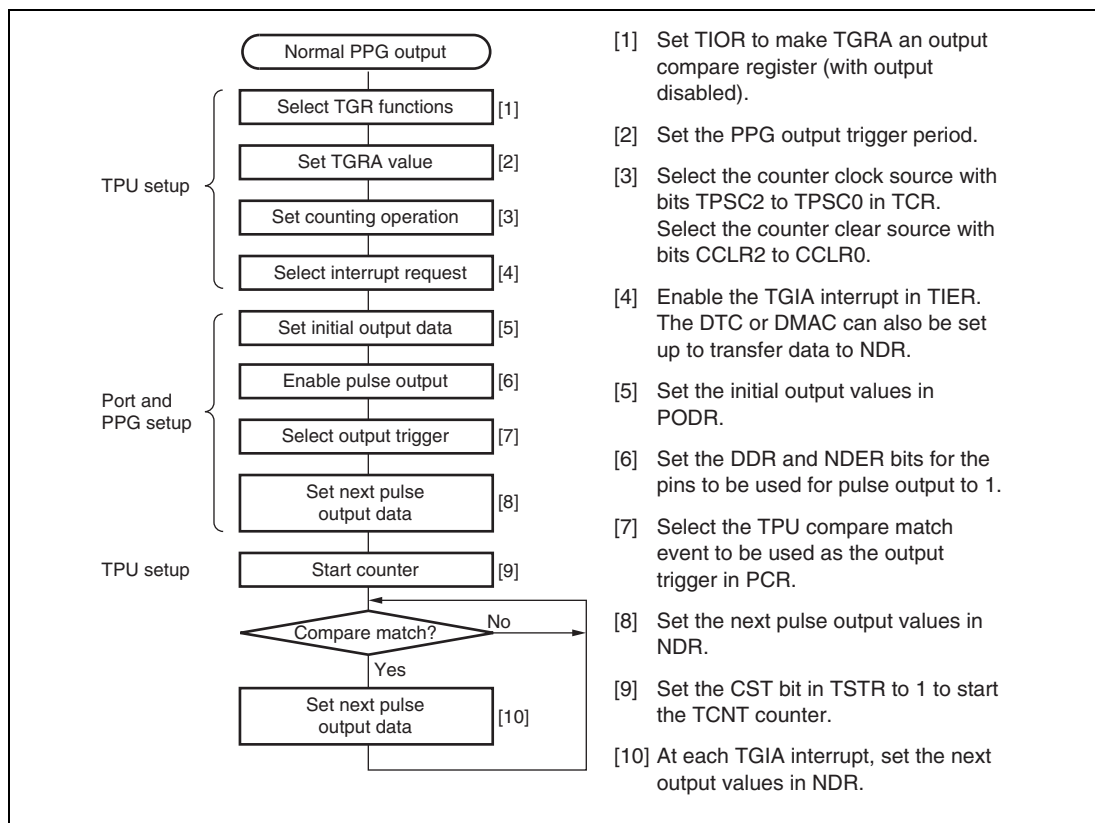 Normal PPG output
Select TGR functions [1]
Set TGRA value [2]
TPU setup
Set counting operation [3]
Select interrupt request [4]
Set initial output data [5]
Enable pulse output [6]
Port and
PPG setup
Select output trigger [7]
Set next pulse
output data
[8]
TPU setup
Start counter [9]
Compare match?
No
Yes
Set next pulse
output data
[10]
[1] Set TIOR to make TGRA an output
compare register (with output
disabled).
[2] Set the PPG output trigger period.
[3] Select the counter clock source with
bits TPSC2 to TPSC0 in TCR.
Select the counter clear source with
bits CCLR2 to CCLR0.
[4] Enable the TGIA interrupt in TIER.
The DTC or DMAC can also be set
up to transfer data to NDR.
[5] Set the initial output values in
PODR.
[6] Set the DDR and NDER bits for the
pins to be used for pulse output to 1.
[7] Select the TPU compare match
event to be used as the output
trigger in PCR.
[8] Set the next pulse output values in
NDR.
[9] Set the CST bit in TSTR to 1 to start
the TCNT counter.
[10] At each TGIA interrupt, set the next
output values in NDR.